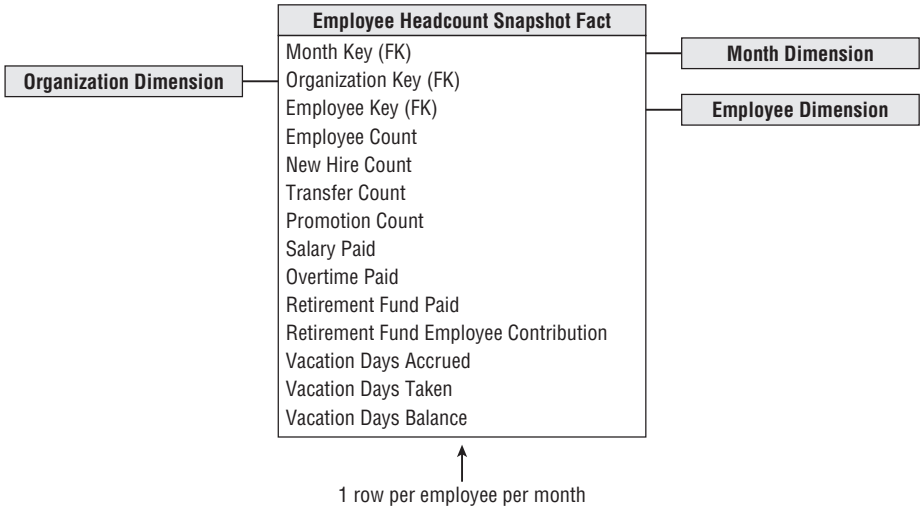 Employee Headcount Snapshot Fact
Month Key (FK)
Month Dimension
Organization Dimension
Organization Key (FK)
Employee Key (FK)
Employee Dimension
Employee Count
New Hire Count
Transfer Count
Promotion Count
Salary Paid
Overtime Paid
Retirement Fund Paid
Retirement Fund Employee Contribution
Vacation Days Accrued
Vacation Days Taken
Vacation Days Balance
1 row per employee per month